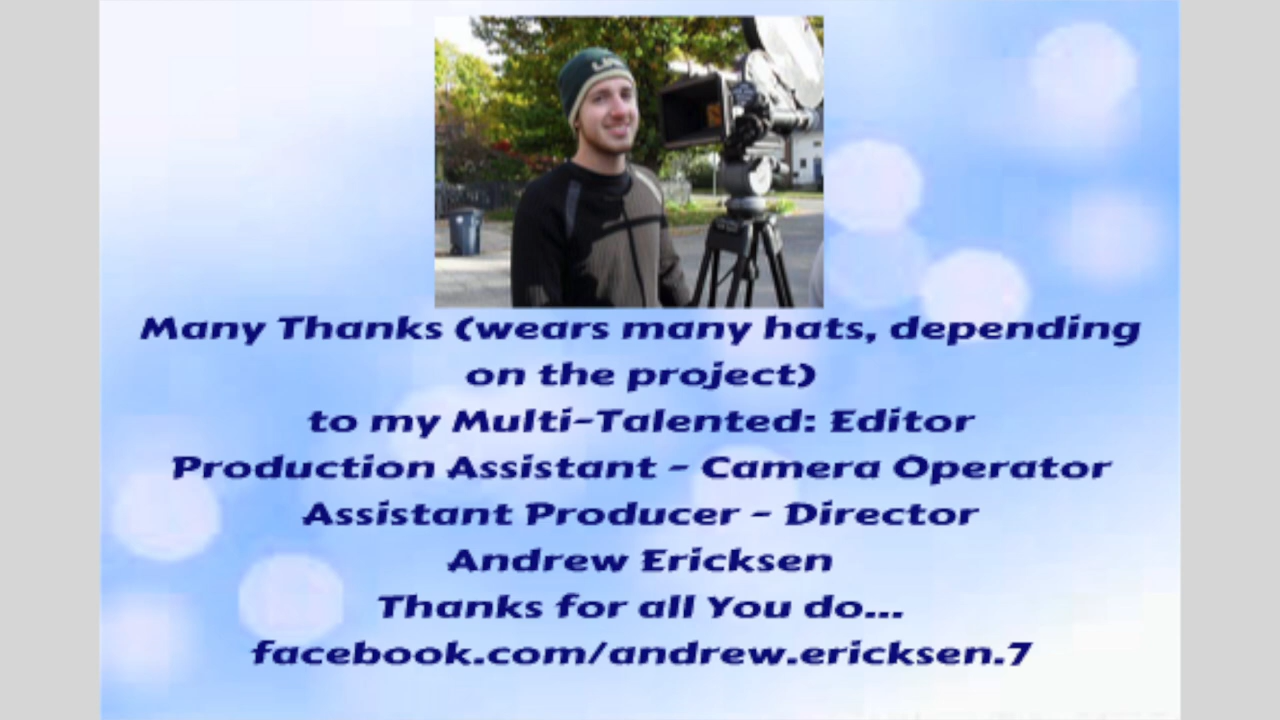 Many Thanks (wears many hats, depending
on the project)
to my Multi-Talented: Editor
Production Assistant - Camera Operator
Assistant Producer - Director
Andrew Ericksen
Thanks for all You do...
facebook.com/andrew.ericksen.7